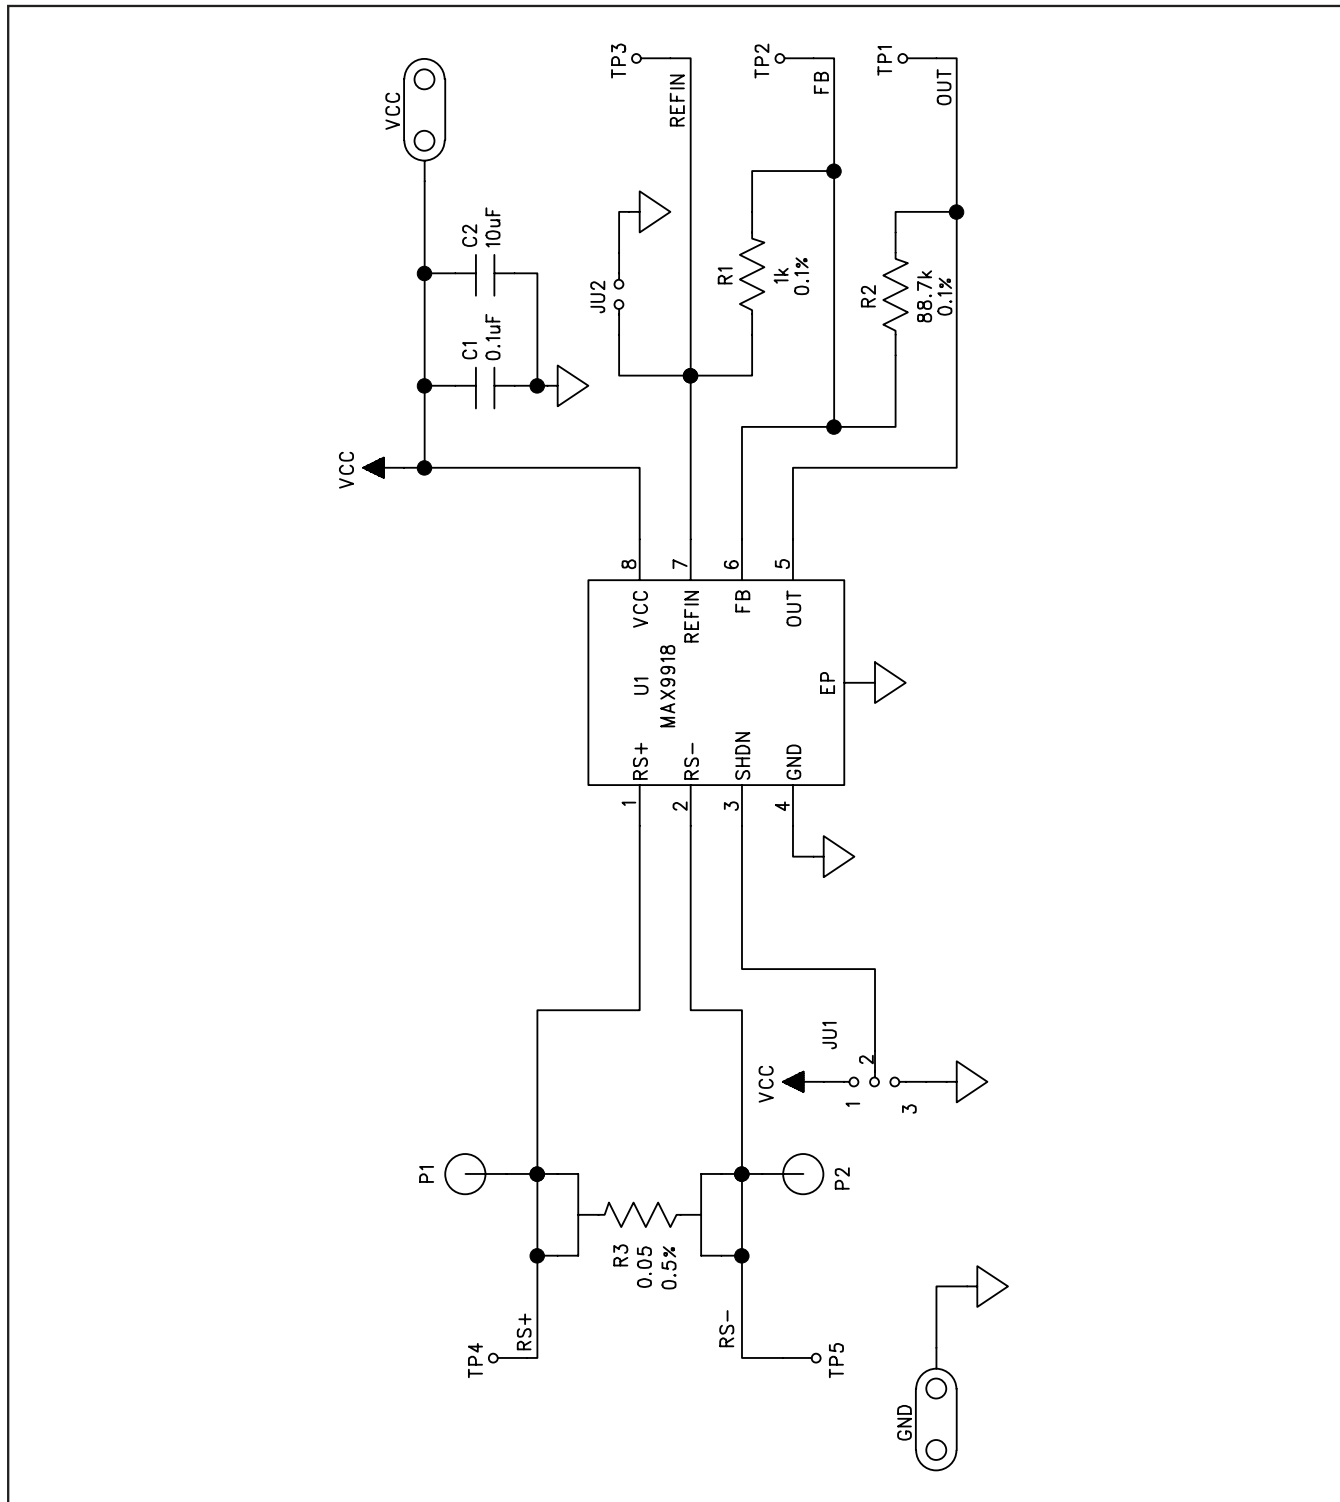 VCC
TP3
REFIN
TP2
FB
TP1
OUT
C2
10uF
C1
0.1uF
JU2
R1
1k
0.1%
R2
88.7k
0.1%
VCC
8
7
6
5
VCC
REFIN
FB
OUT
U1
MAX9918
EP
RS+
RS-
SHDN
GND
1
2
3
4
JU1
VCC
1
2
3
P1
P2
R3
0.05
0.5%
RS+
TP4
RS-
TP5
GND